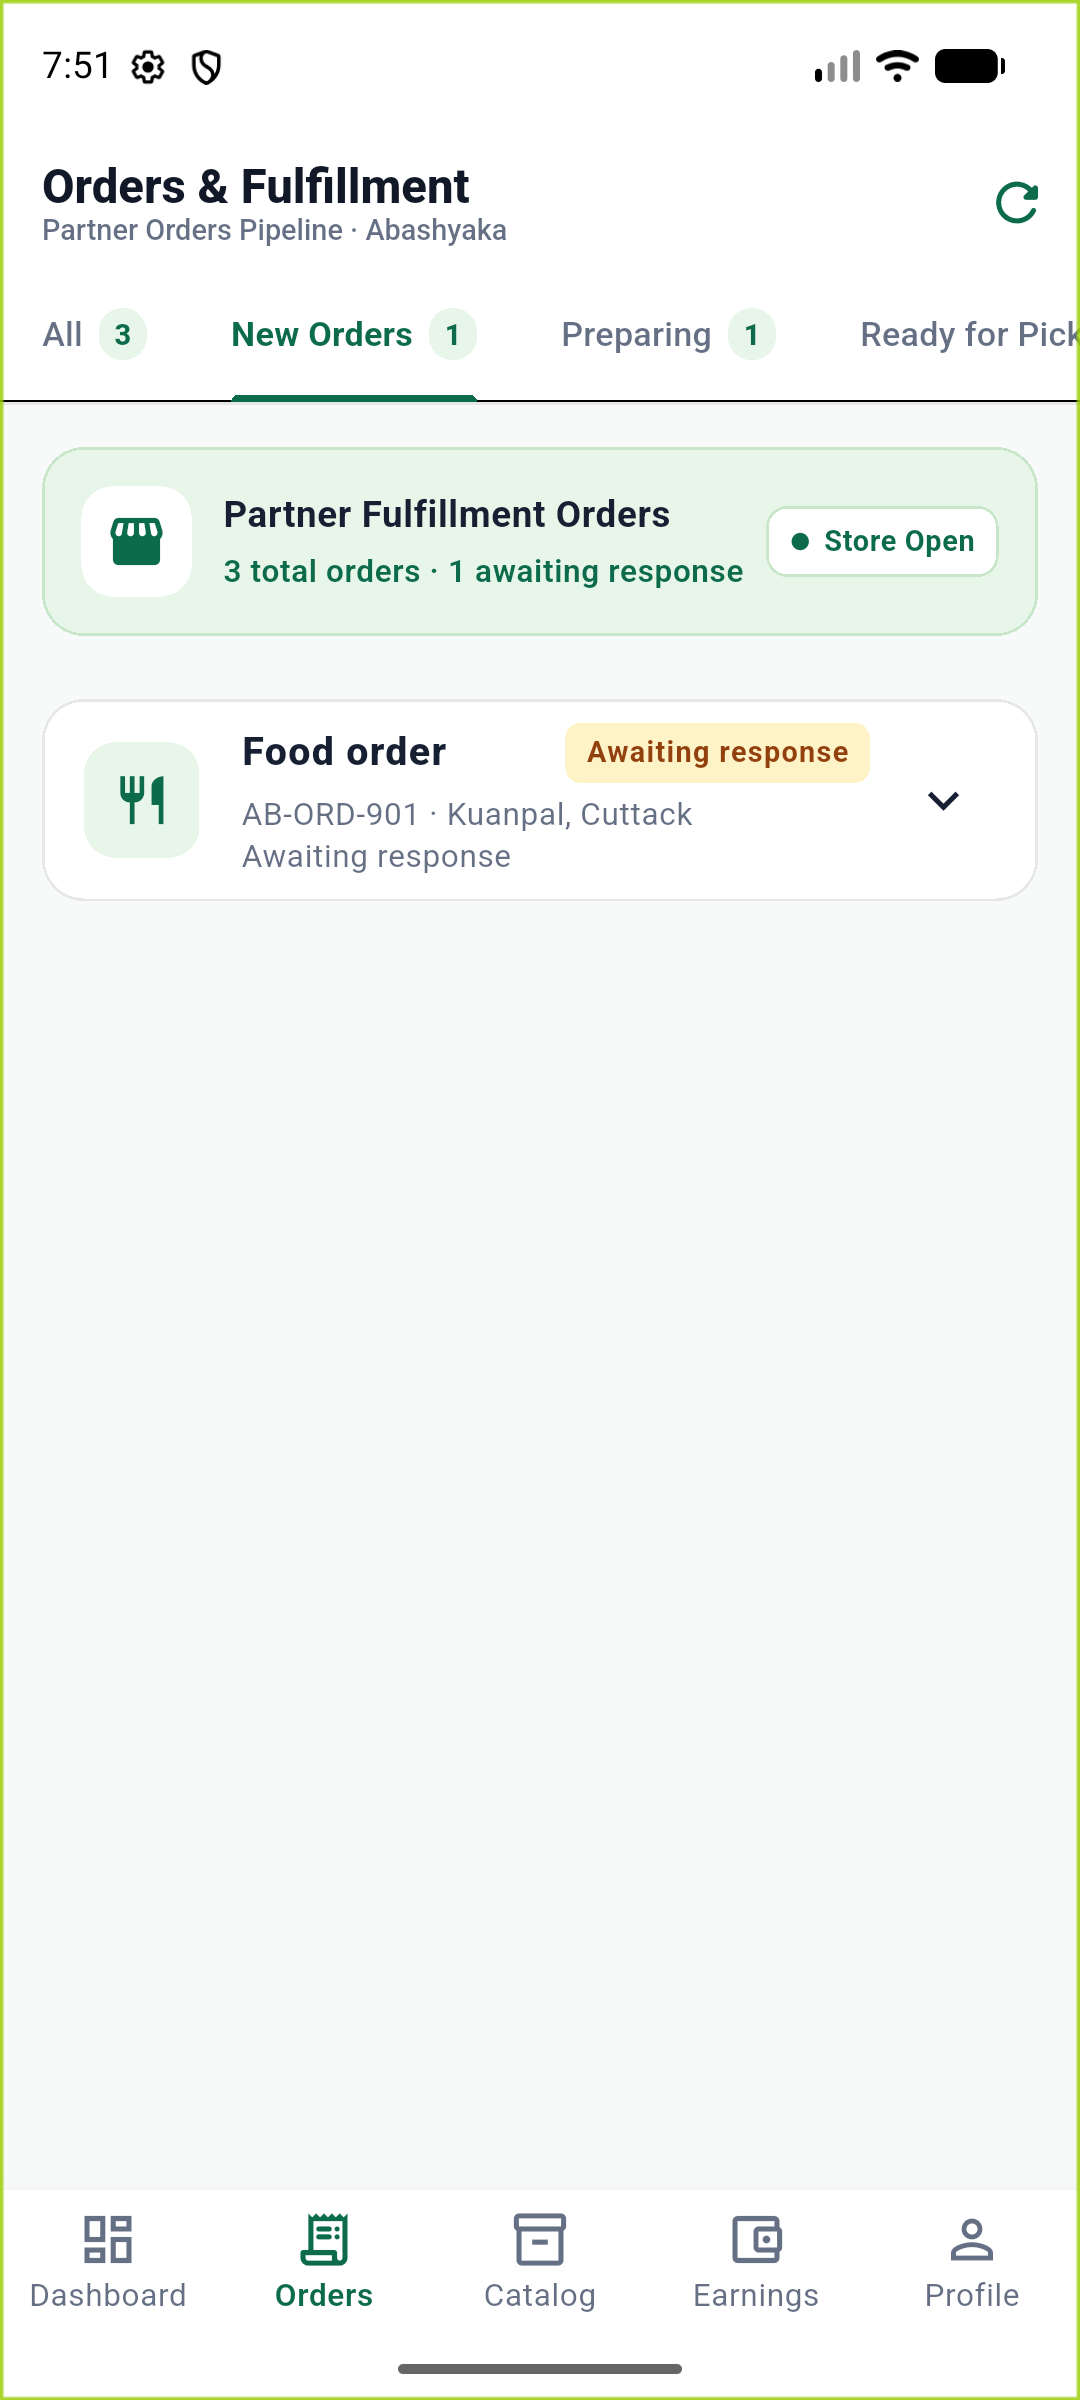 7:51
Orders & Fulfillment
Partner Orders Pipeline · Abashyaka
All 3 New Orders 1 Preparing 1 Ready for Pick
Partner Fulfillment Orders
3 total orders · 1 awaiting response
Store Open
Food order
Awaiting response
AB-ORD-901 · Kuanpal, Cuttack
Awaiting response
Dashboard Orders Catalog Earnings Profile